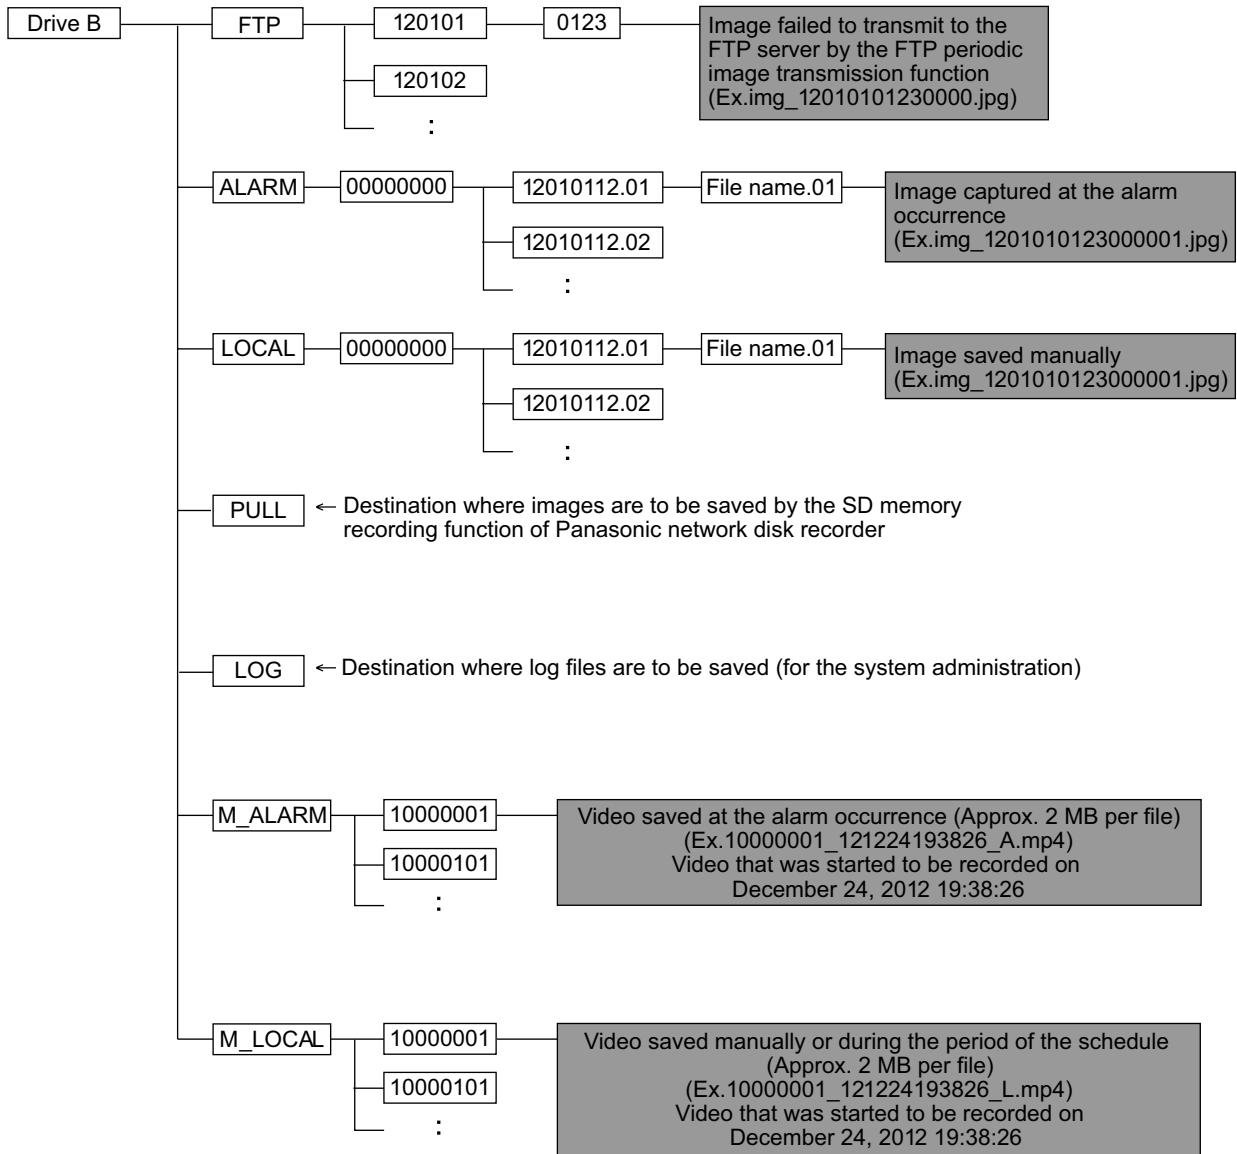 Drive B
FTP
120101
0123
Image failed to transmit to the
FTP server by the FTP periodic
image transmission function
(Ex.img_12010101230000.jpg)
120102
:
ALARM
00000000
12010112.01
File name.01
Image captured at the alarm
occurrence
(Ex.img_1201010123000001.jpg)
12010112.02
:
LOCAL
00000000
12010112.01
File name.01
Image saved manually
(Ex.img_1201010123000001.jpg)
12010112.02
:
PULL
← Destination where images are to be saved by the SD memory
recording function of Panasonic network disk recorder
LOG
← Destination where log files are to be saved (for the system administration)
M_ALARM
10000001
Video saved at the alarm occurrence (Approx. 2 MB per file)
(Ex.10000001_121224193826_A.mp4)
Video that was started to be recorded on
December 24, 2012 19:38:26
10000101
:
M_LOCAL
10000001
Video saved manually or during the period of the schedule
(Approx. 2 MB per file)
(Ex.10000001_121224193826_L.mp4)
Video that was started to be recorded on
December 24, 2012 19:38:26
10000101
: